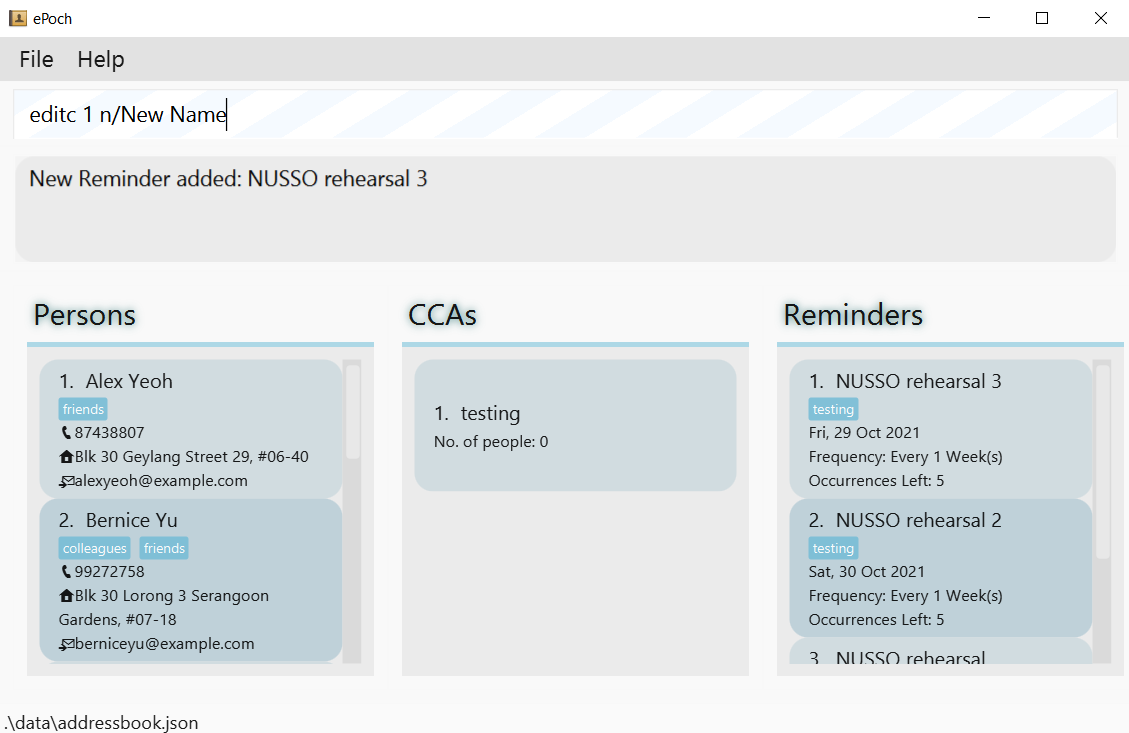 ePoch
File Help
editc 1 n/New Name
New Reminder added: NUSSO rehearsal 3
Persons
1. Alex Yeoh
friends
87438807
Blk 30 Geylang Street 29, #06-40
alexyeoh@example.com
2. Bernice Yu
colleagues friends
99272758
Blk 30 Lorong 3 Serangoon
Gardens, #07-18
berniceyu@example.com
CCAs
1. testing
No. of people: 0
Reminders
1. NUSSO rehearsal 3
testing
Fri, 29 Oct 2021
Frequency: Every 1 Week(s)
Occurrences Left: 5
2. NUSSO rehearsal 2
testing
Sat, 30 Oct 2021
Frequency: Every 1 Week(s)
Occurrences Left: 5
3. NUSSO rehearsal
.\data\addressbook.json